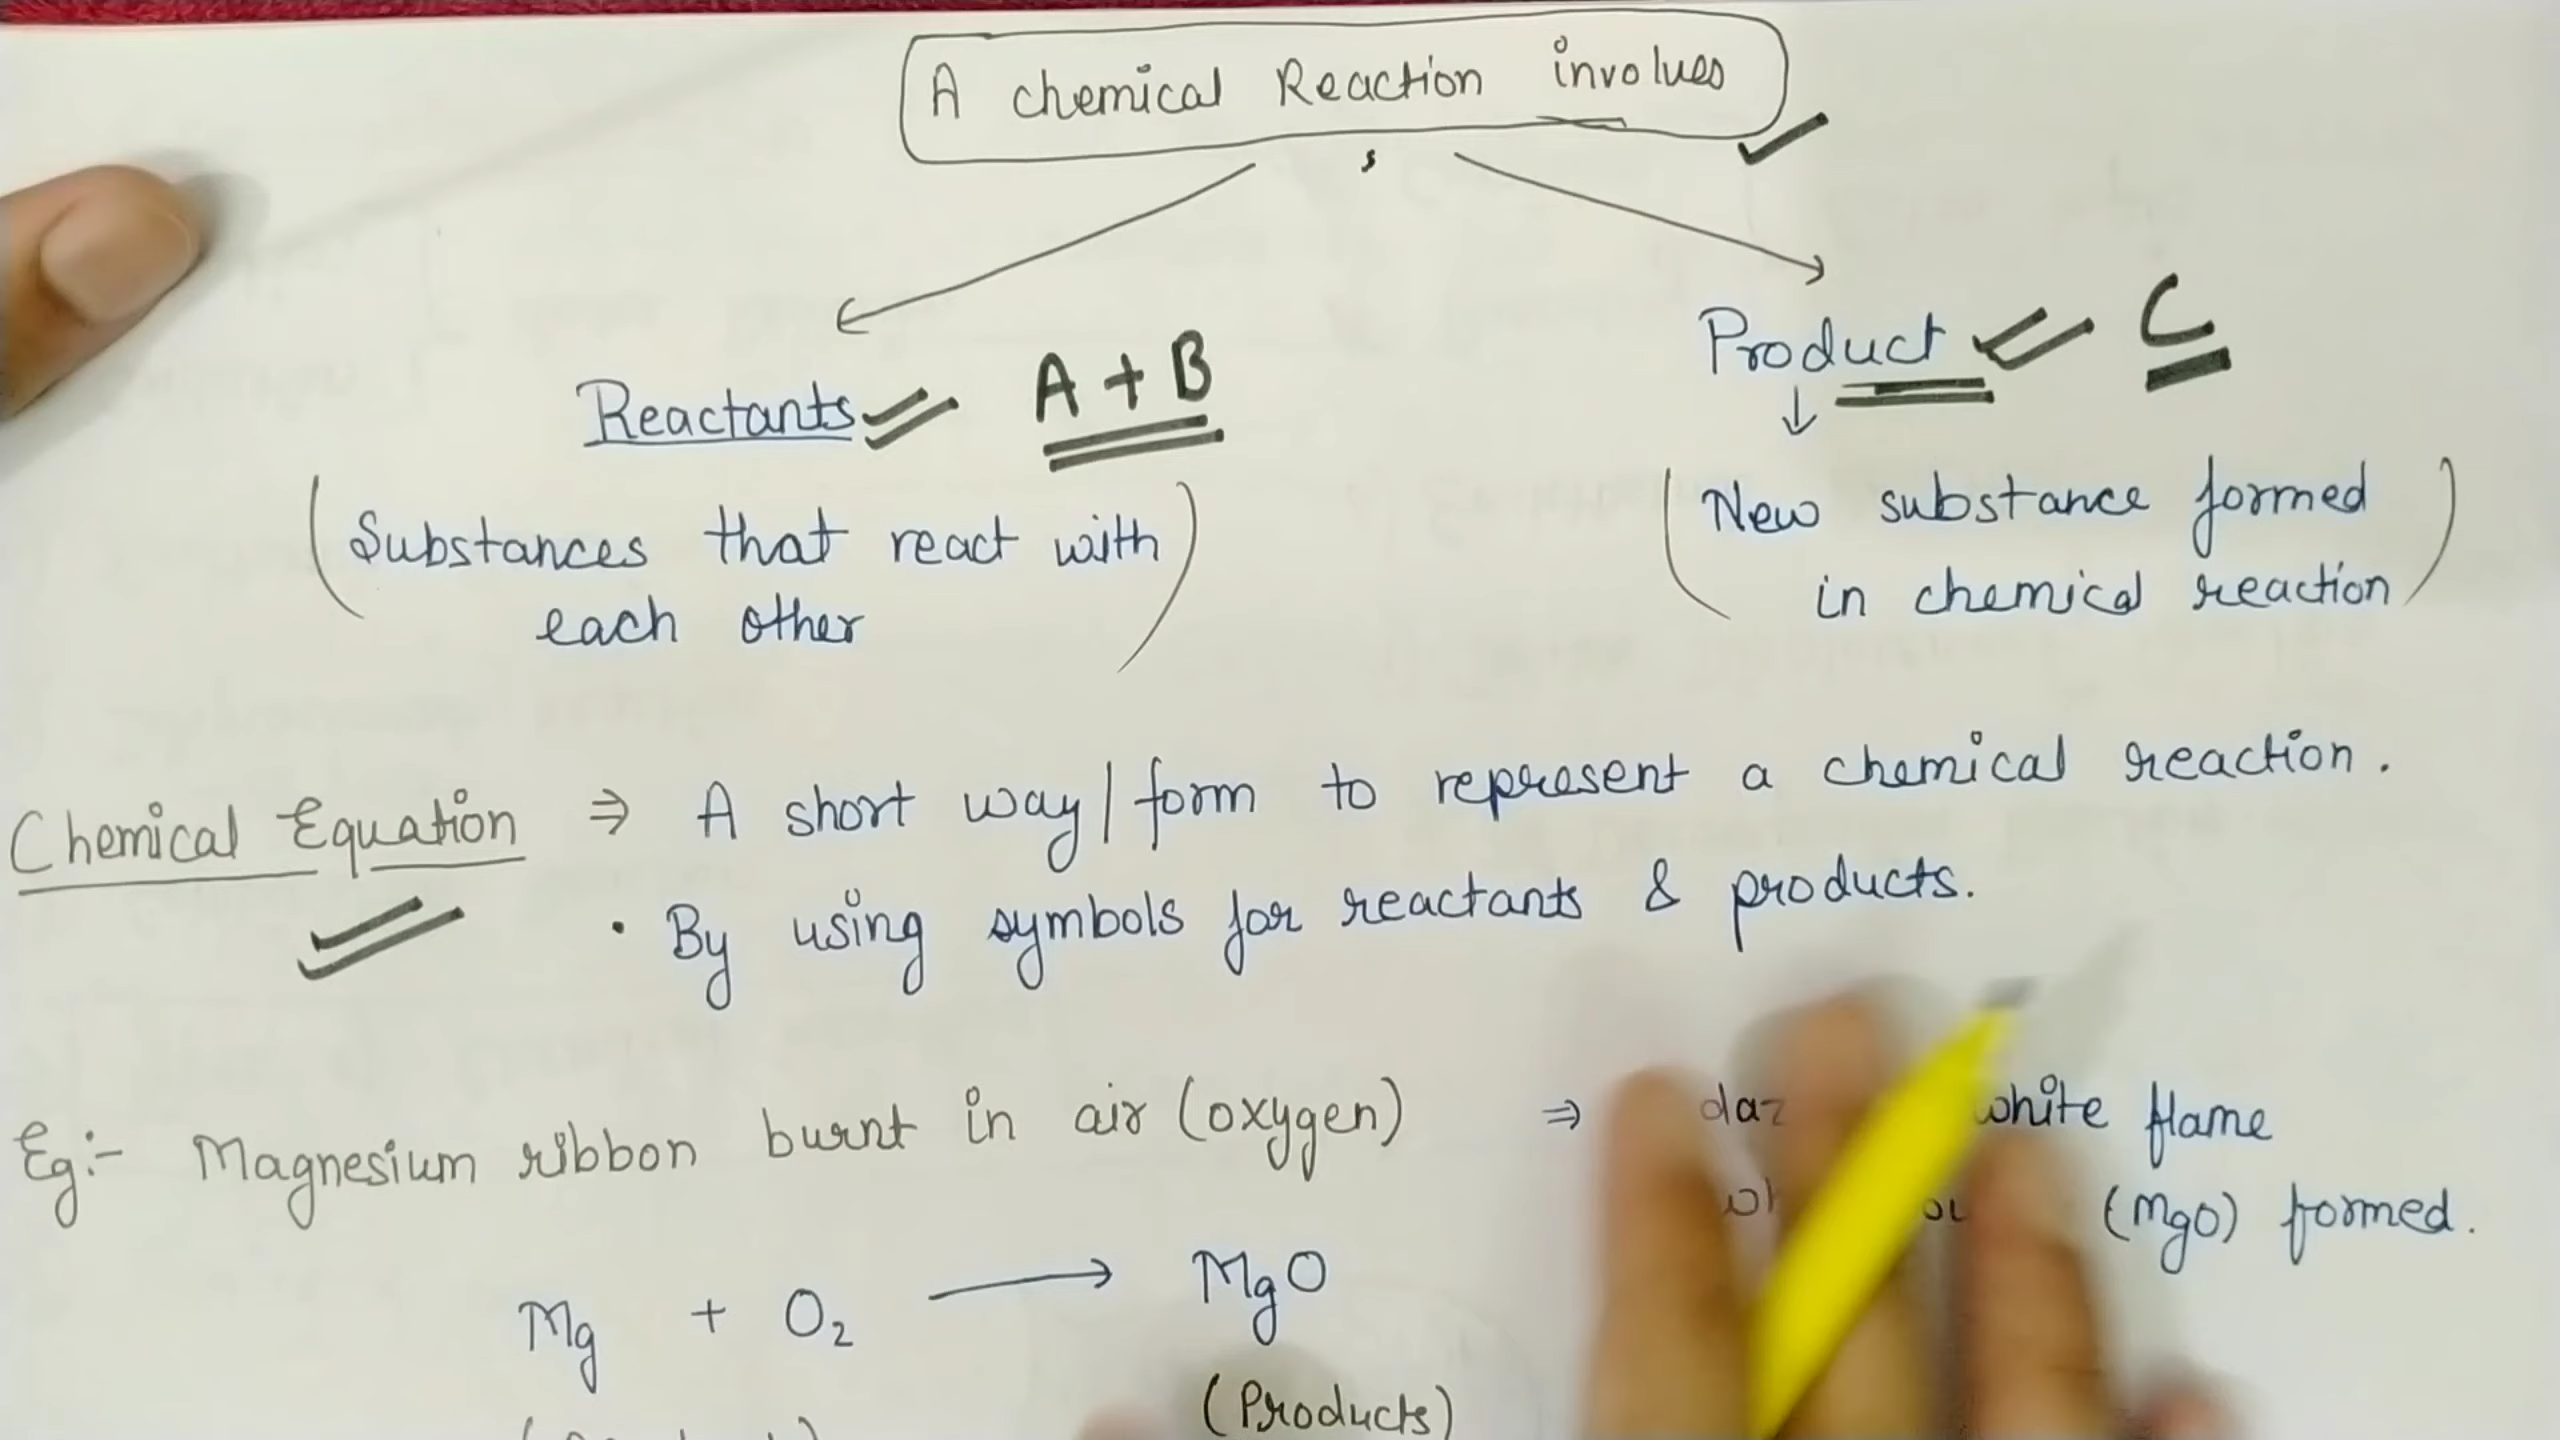 A chemical Reaction involves
Reactants A + B
Product C
(Substances that react with
each other)
(New substance formed
in chemical reaction)
Chemical Equation ⇒ A short way/form to represent a chemical reaction.
• By using symbols for reactants & products.
Eg:- Magnesium ribbon burnt in air (oxygen) ⇒ white flame
(MgO) formed.
Mg + O₂ → MgO
(Products)